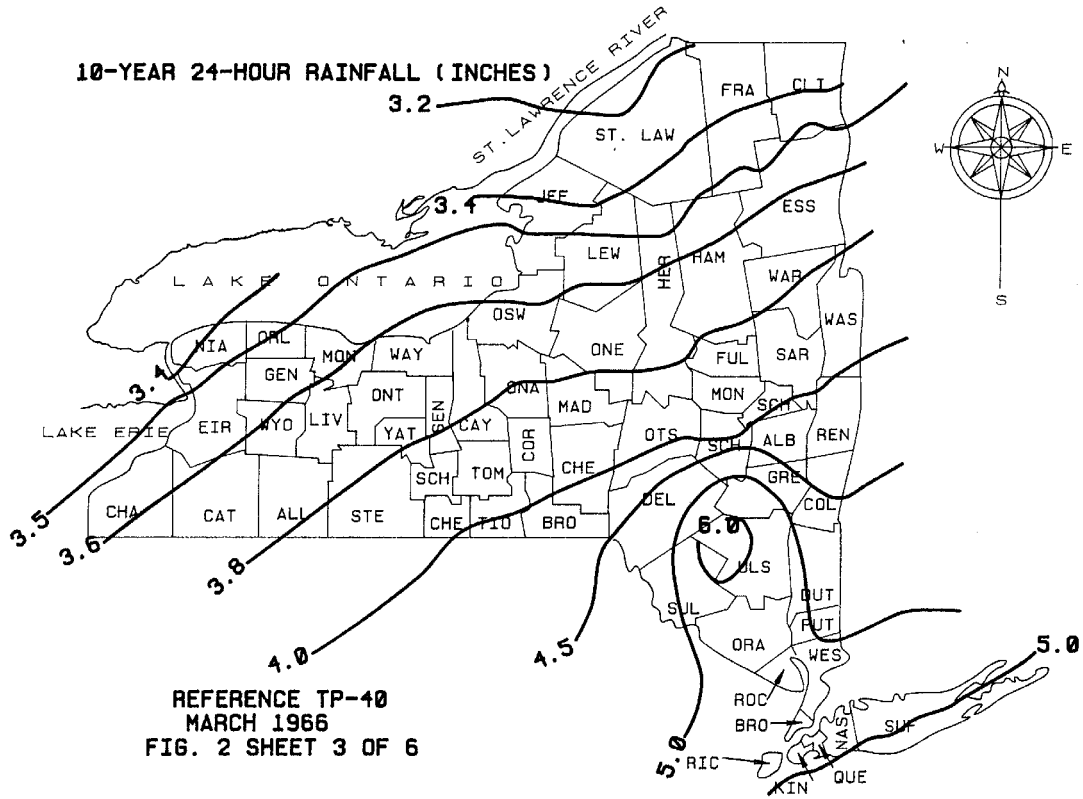 10-YEAR 24-HOUR RAINFALL (INCHES)
ST. LAWRENCE RIVER
3.2
FRA
CLI
N
ST. LAW
W
E
JEF
3.4
ESS
LEW
HER
HAM
LAKE ONTARIO
WAR
S
OSW
WAS
NIA
ORL
MON
WAY
ONE
FUL
SAR
GEN
3.4
ONT
ONA
MON
SCH
WYO
LIV
SEN
MAD
EIR
CAY
LAKE ERIE
YAT
COR
OTS
SCH
ALB
REN
CHE
SCH
TOM
GRE
DEL
COL
CHA
CAT
ALL
STE
CHE
TIO
BRO
3.5
3.6
6.0
3.8
ULS
DUT
SUL
PUT
ORA
WES
4.0
4.5
5.0
REFERENCE TP-40
MARCH 1966
FIG. 2 SHEET 3 OF 6
ROC
BRO
NAS
SUF
5.0
RIC
KIN
QUE